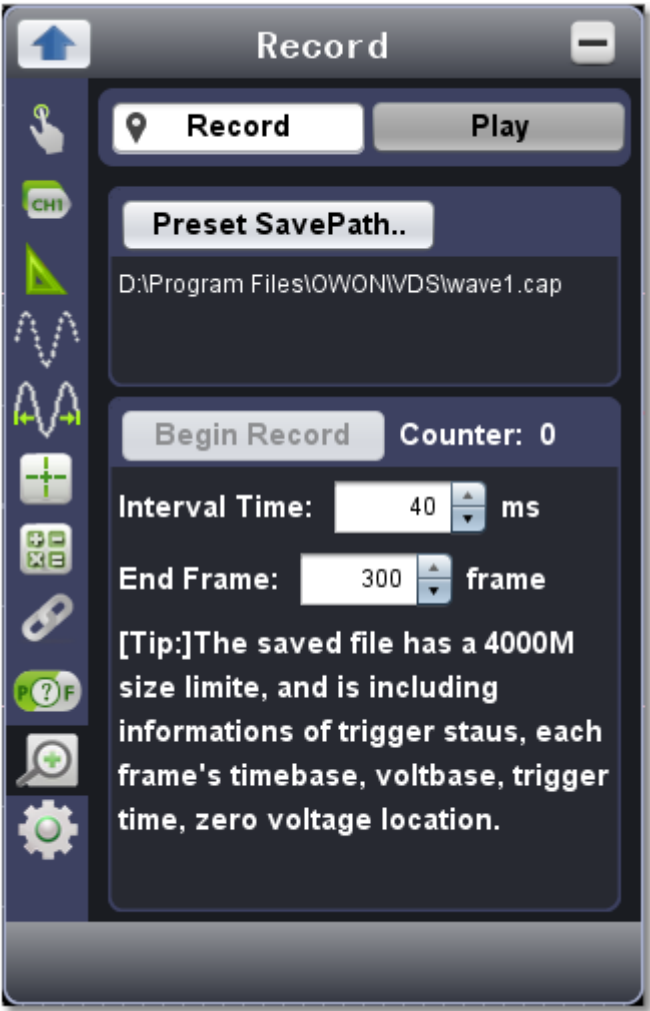 Record
Record
Play
CH1
Preset SavePath..
D:\Program Files\OWON\VDS\wave1.cap
Begin Record Counter: 0
Interval Time: 40 ms
End Frame: 300 frame
[Tip:]The saved file has a 4000M
size limite, and is including
informations of trigger staus, each
frame's timebase, voltbase, trigger
time, zero voltage location.
P?F